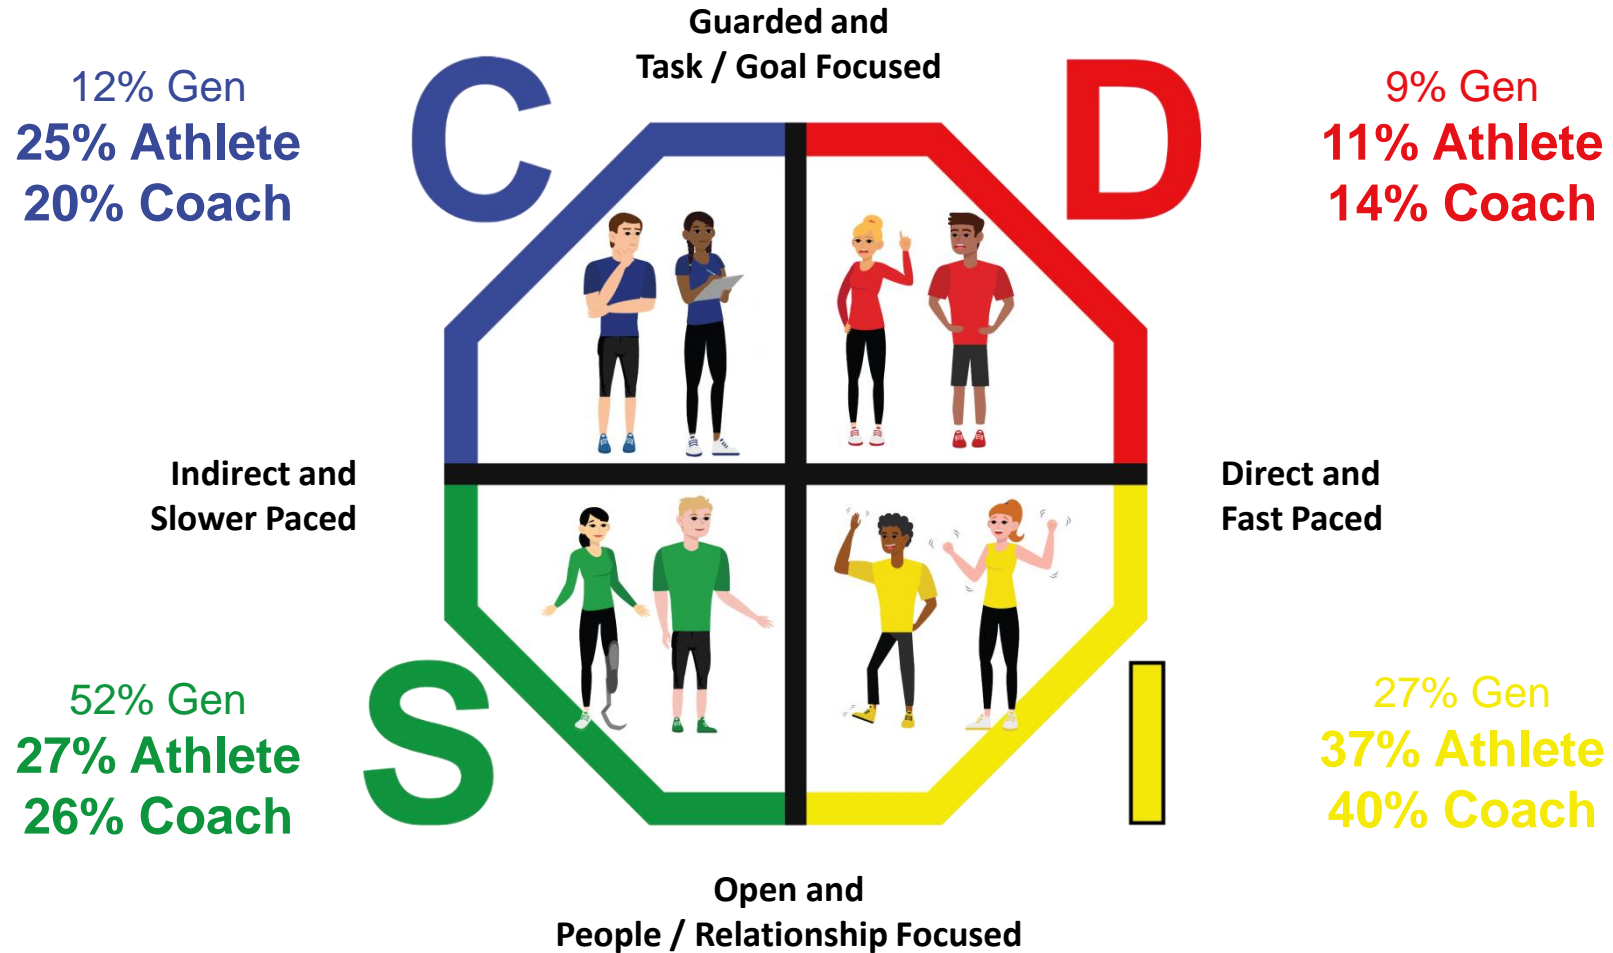 Guarded and
Task / Goal Focused
C
D
12% Gen
25% Athlete
20% Coach
9% Gen
11% Athlete
14% Coach
Indirect and
Slower Paced
Direct and
Fast Paced
S
I
52% Gen
27% Athlete
26% Coach
27% Gen
37% Athlete
40% Coach
Open and
People / Relationship Focused